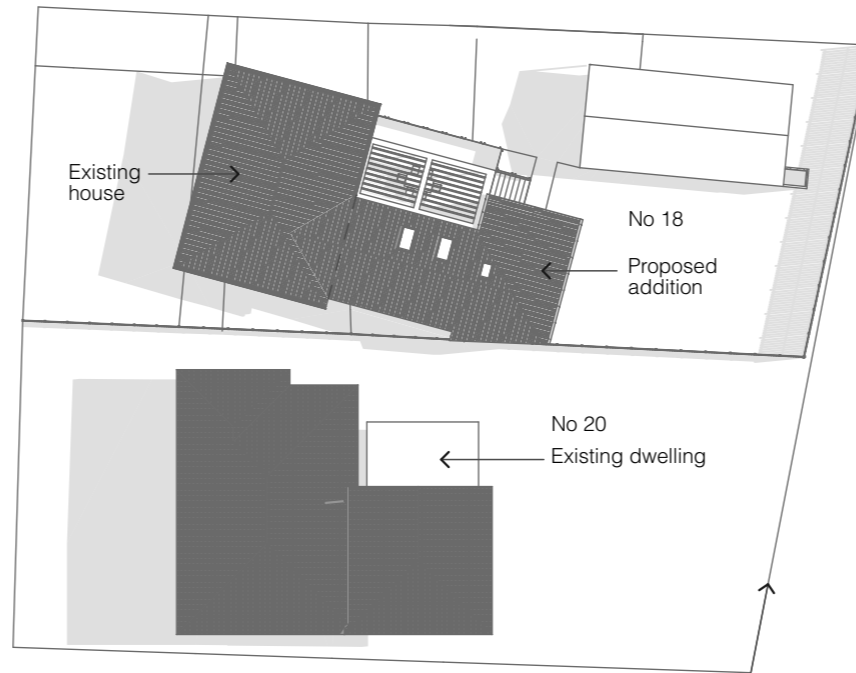 Existing
house
No 18
Proposed
addition
No 20
Existing dwelling